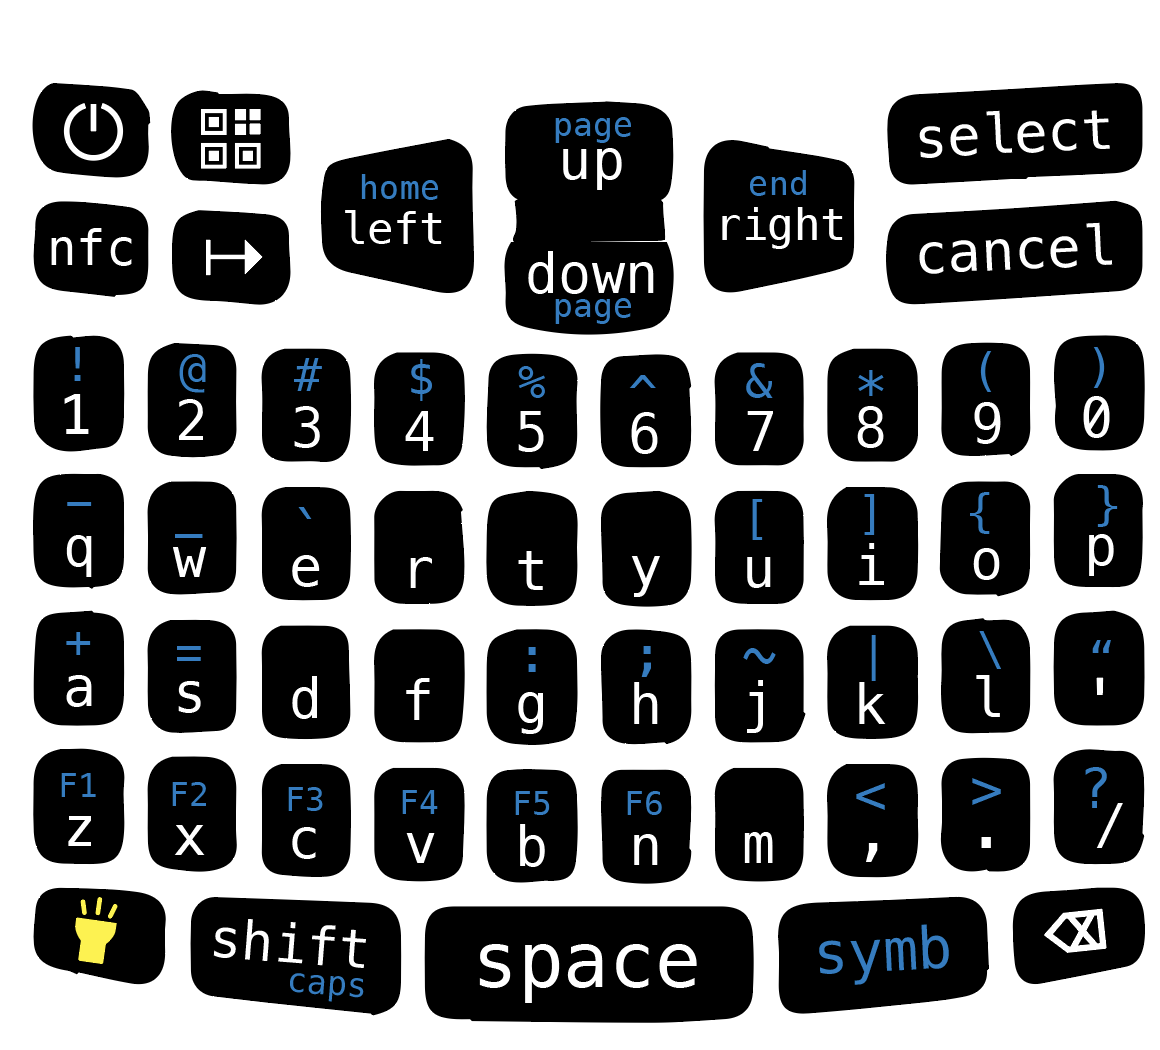 page
up
home
left
end
right
select
nfc
down
page
cancel
! @ # $ % ^ & * ( )
1 2 3 4 5 6 7 8 9 0
− _ ` [ ] { }
q w e r t y u i o p
+ = : ; ~ | \ “
a s d f g h j k l '
F1 F2 F3 F4 F5 F6 < > ?
z x c v b n m , . /
shift
caps
space
symb